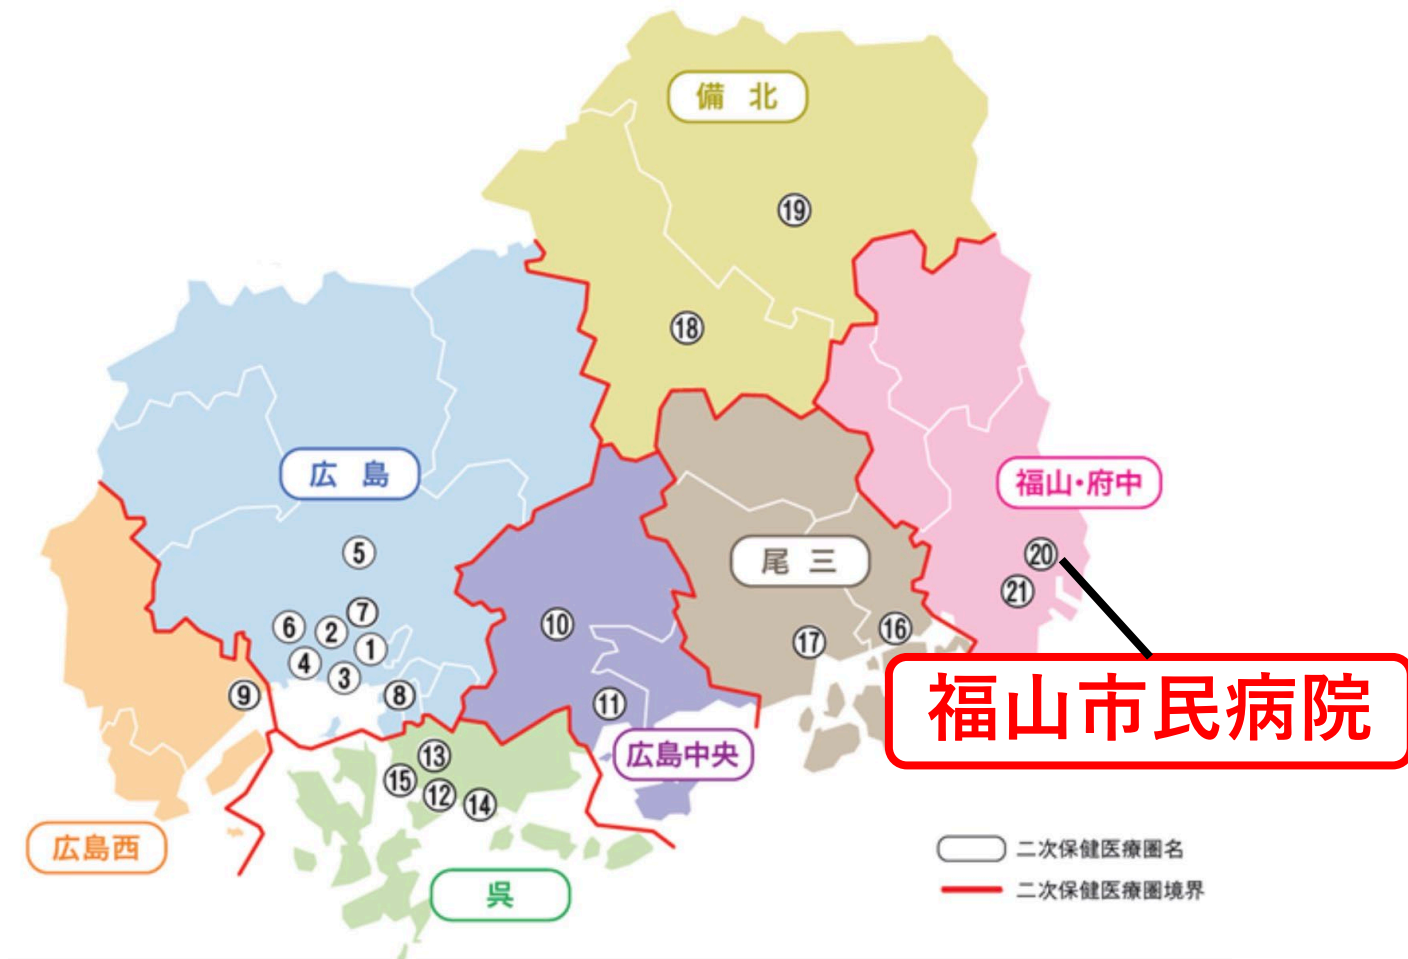 備 北
⑲
⑱
広 島
福山・府中
⑤
尾 三
⑳
㉑
⑦
⑥
②
①
④
③
⑩
⑯
⑰
⑨
⑧
⑪
福山市民病院
広島中央
⑬
⑮
⑫
⑭
広島西
呉
二次保健医療圏名
二次保健医療圏境界